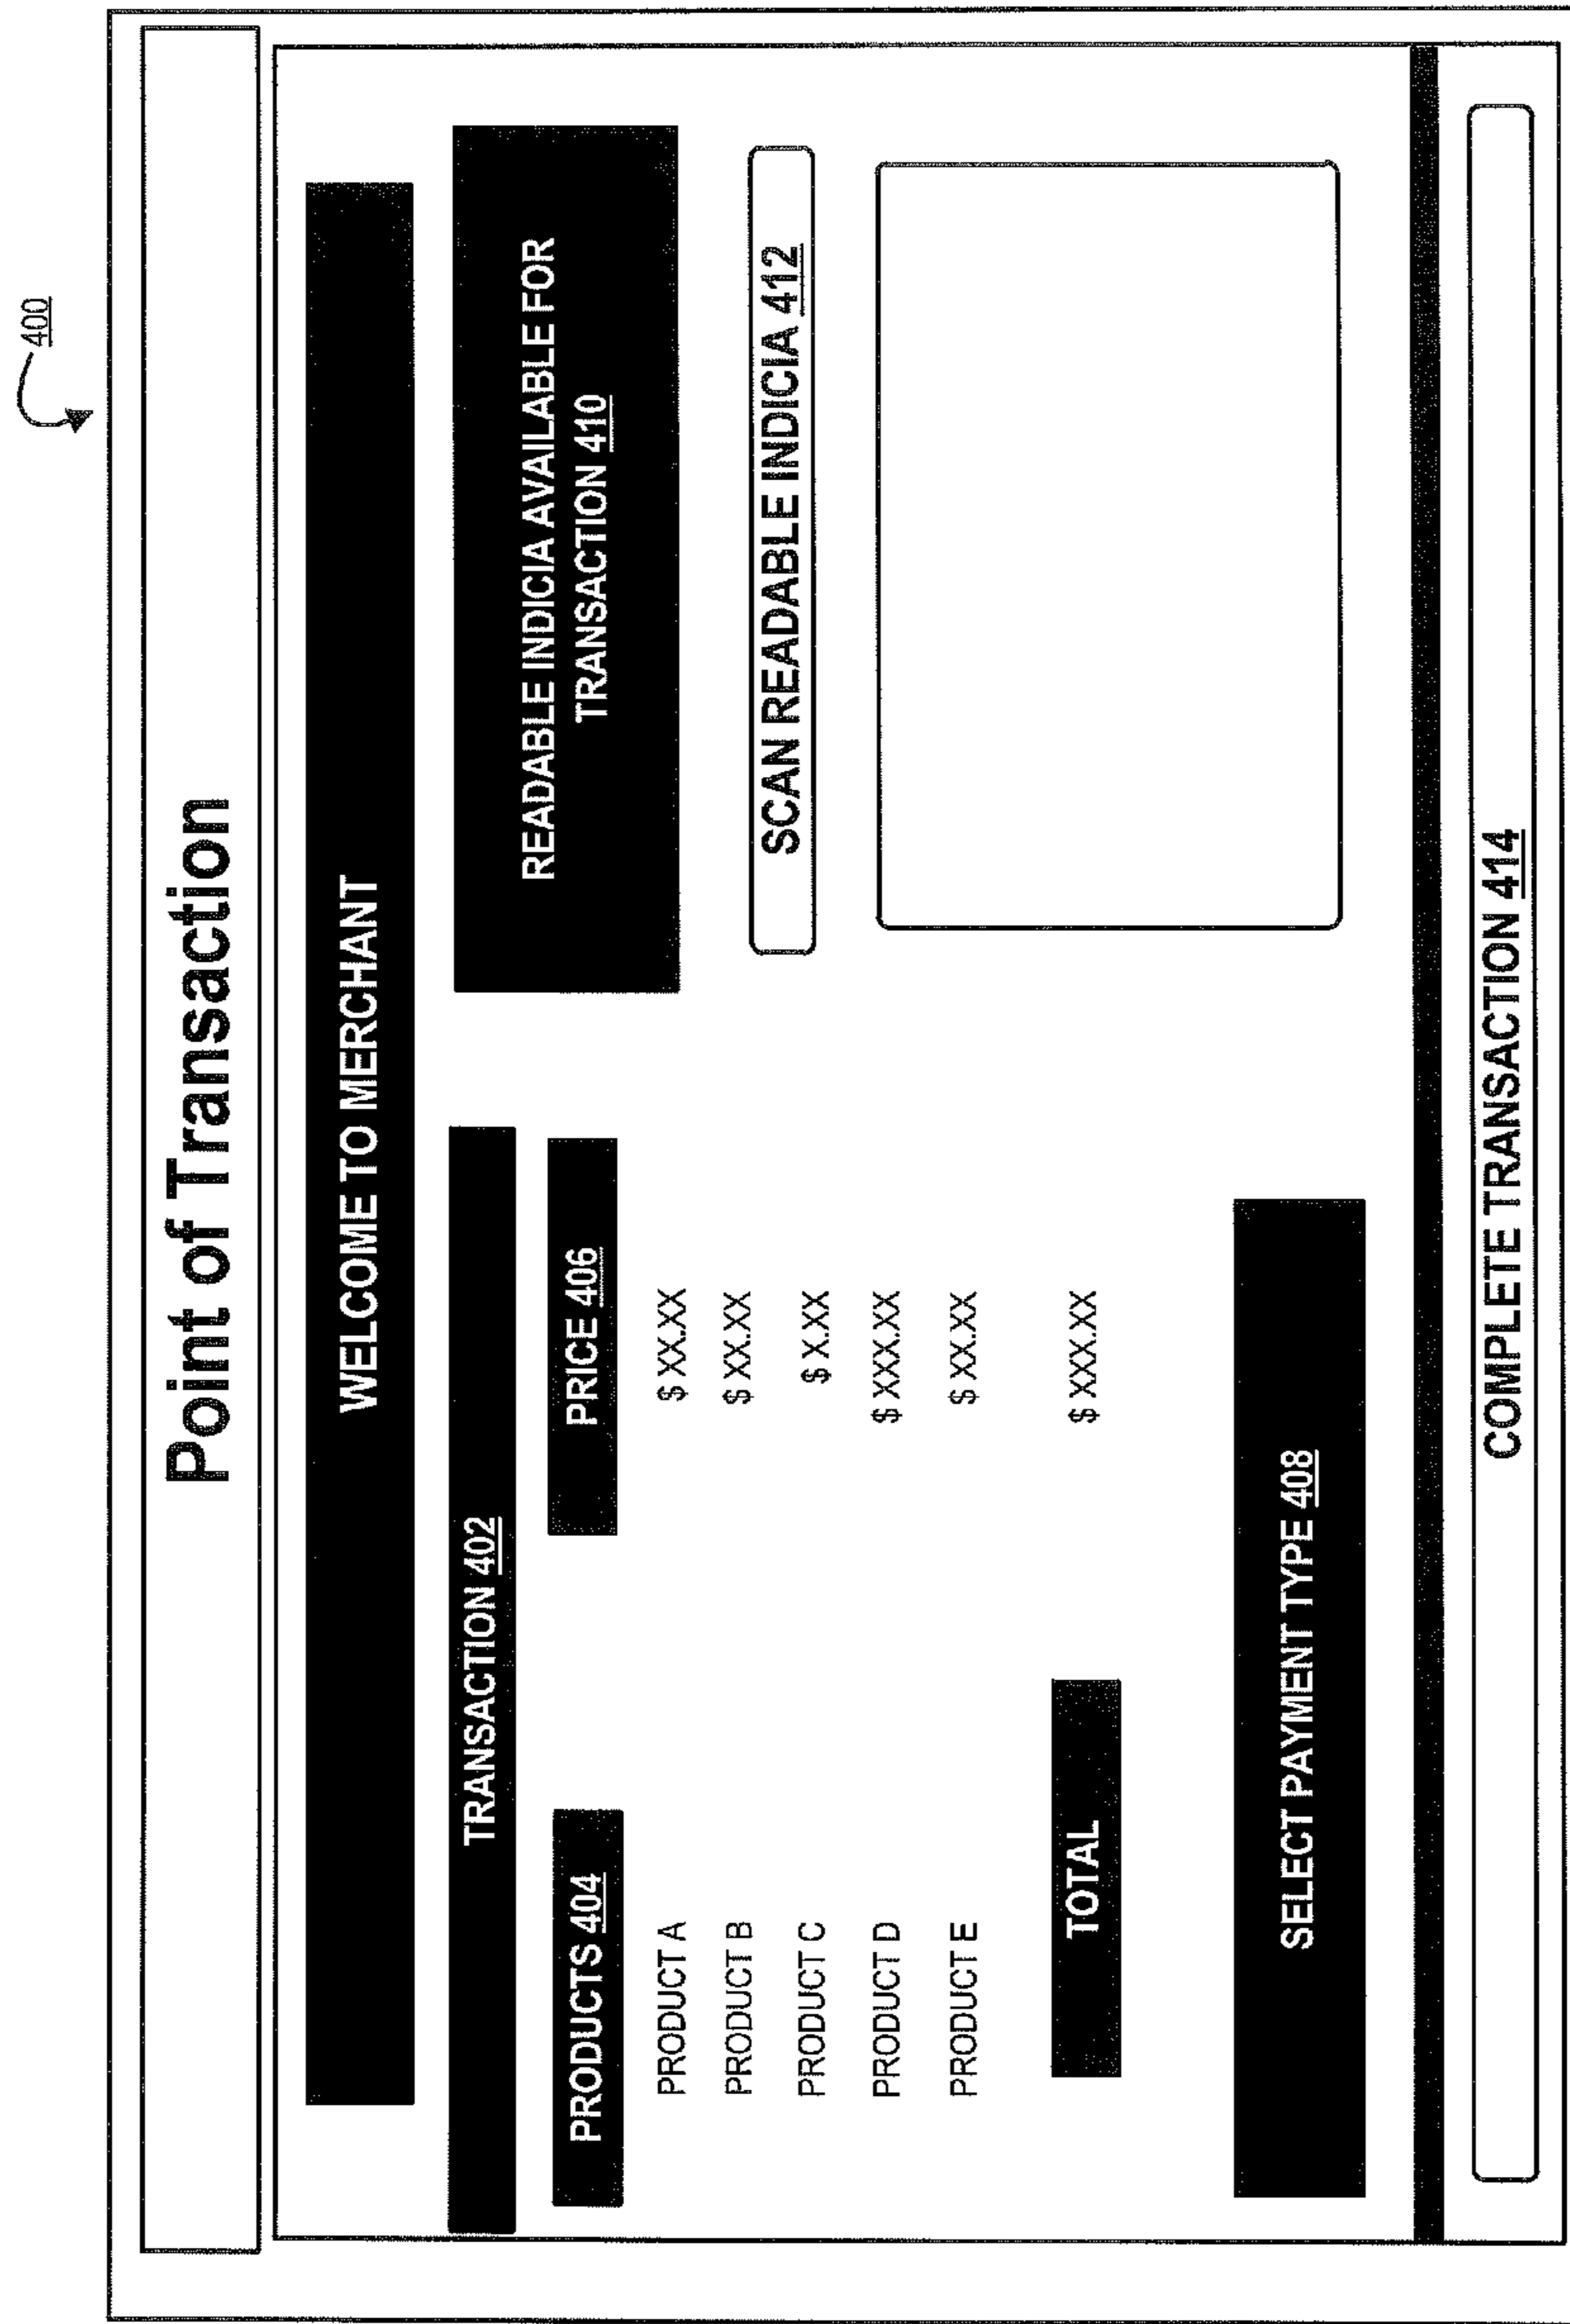 400
Point of Transaction
WELCOME TO MERCHANT
TRANSACTION 402
PRODUCTS 404
PRICE 406
PRODUCT A
$ XX.XX
PRODUCT B
$ XX.XX
PRODUCT C
$ X.XX
PRODUCT D
$ XXX.XX
PRODUCT E
$ XX.XX
TOTAL
$ XXX.XX
SELECT PAYMENT TYPE 408
READABLE INDICIA AVAILABLE FOR
TRANSACTION 410
SCAN READABLE INDICIA 412
COMPLETE TRANSACTION 414